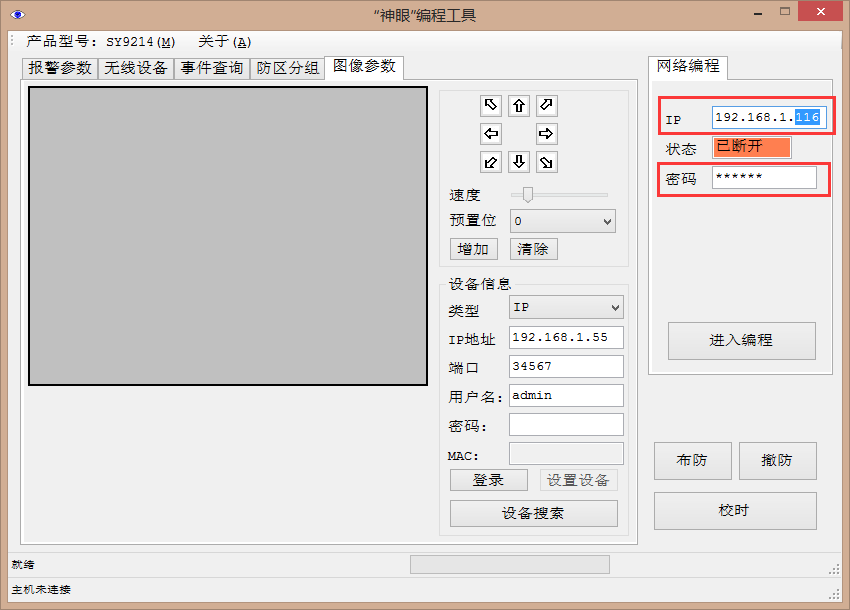 “神眼”编程工具
产品型号: SY9214(M) 关于(A)
报警参数 无线设备 事件查询 防区分组 图像参数
网络编程
IP 192.168.1.116
状态 已断开
密码 ******
进入编程
布防 撤防
校时
速度
预置位 0
增加 清除
设备信息
类型 IP
IP地址 192.168.1.55
端口 34567
用户名: admin
密码:
MAC:
登录 设置设备
设备搜索
就绪
主机未连接